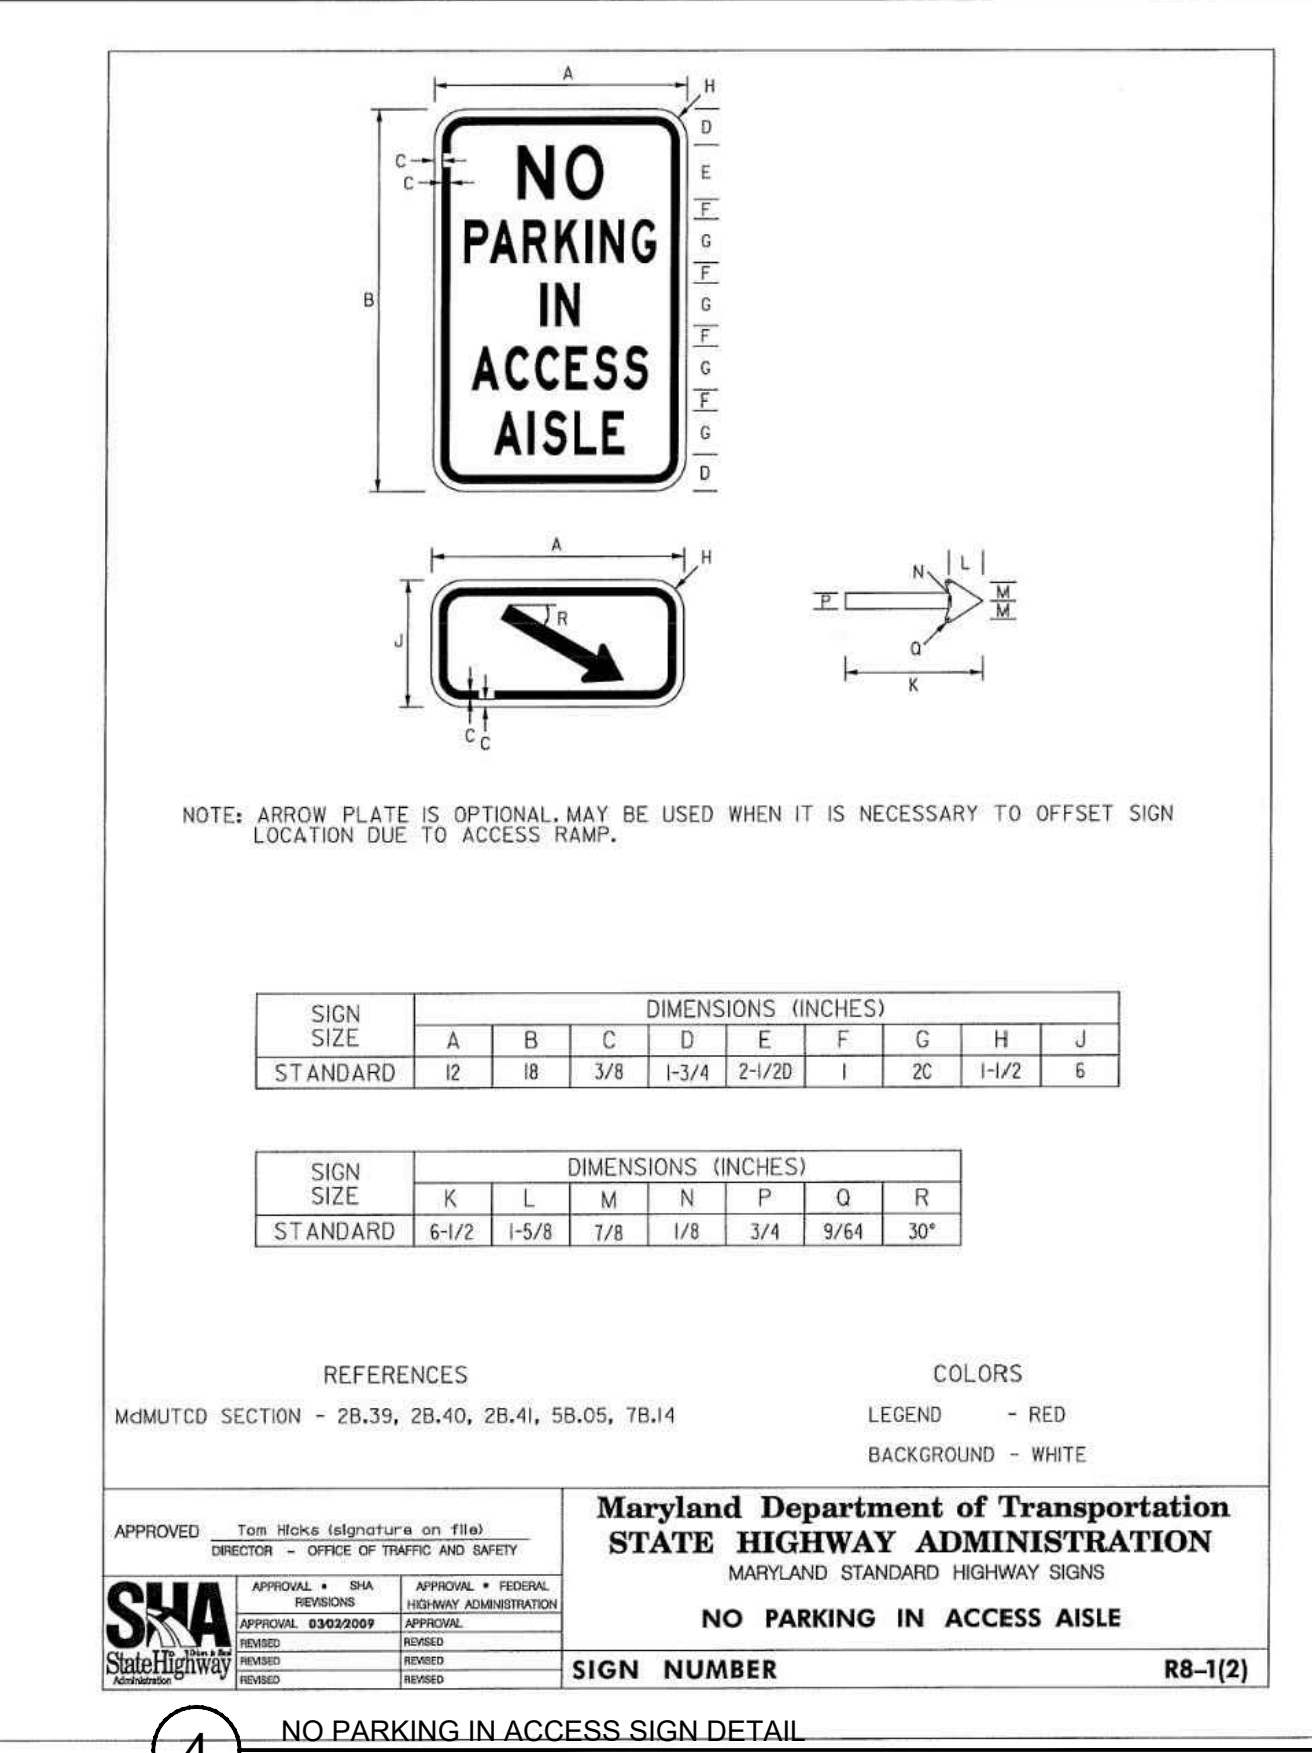 A
H
D
C
C
NO
E
F
PARKING
G
F
B
IN
G
F
ACCESS
G
F
AISLE
G
D
A
H
N
L
P
M
M
R
J
Q
K
C
C
NOTE: ARROW PLATE IS OPTIONAL. MAY BE USED WHEN IT IS NECESSARY TO OFFSET SIGN
LOCATION DUE TO ACCESS RAMP.
SIGN SIZE DIMENSIONS (INCHES)
A B C D E F G H J
STANDARD 12 18 3/8 1-3/4 2-1/2D 1 2C 1-1/2 6
SIGN SIZE DIMENSIONS (INCHES)
K L M N P Q R
STANDARD 6-1/2 1-5/8 7/8 1/8 3/4 9/64 30°
REFERENCES
MdMUTCD SECTION - 2B.39, 2B.40, 2B.41, 5B.05, 7B.14
COLORS
LEGEND - RED
BACKGROUND - WHITE
APPROVED Tom Hicks (signature on file)
DIRECTOR - OFFICE OF TRAFFIC AND SAFETY
SHA
StateHighway
Administration
APPROVAL • SHA
REVISIONS
APPROVAL 03/02/2009
REVISED
REVISED
REVISED
APPROVAL • FEDERAL
HIGHWAY ADMINISTRATION
APPROVAL
REVISED
REVISED
REVISED
Maryland Department of Transportation
STATE HIGHWAY ADMINISTRATION
MARYLAND STANDARD HIGHWAY SIGNS
NO PARKING IN ACCESS AISLE
SIGN NUMBER R8-1(2)
4 NO PARKING IN ACCESS SIGN DETAIL